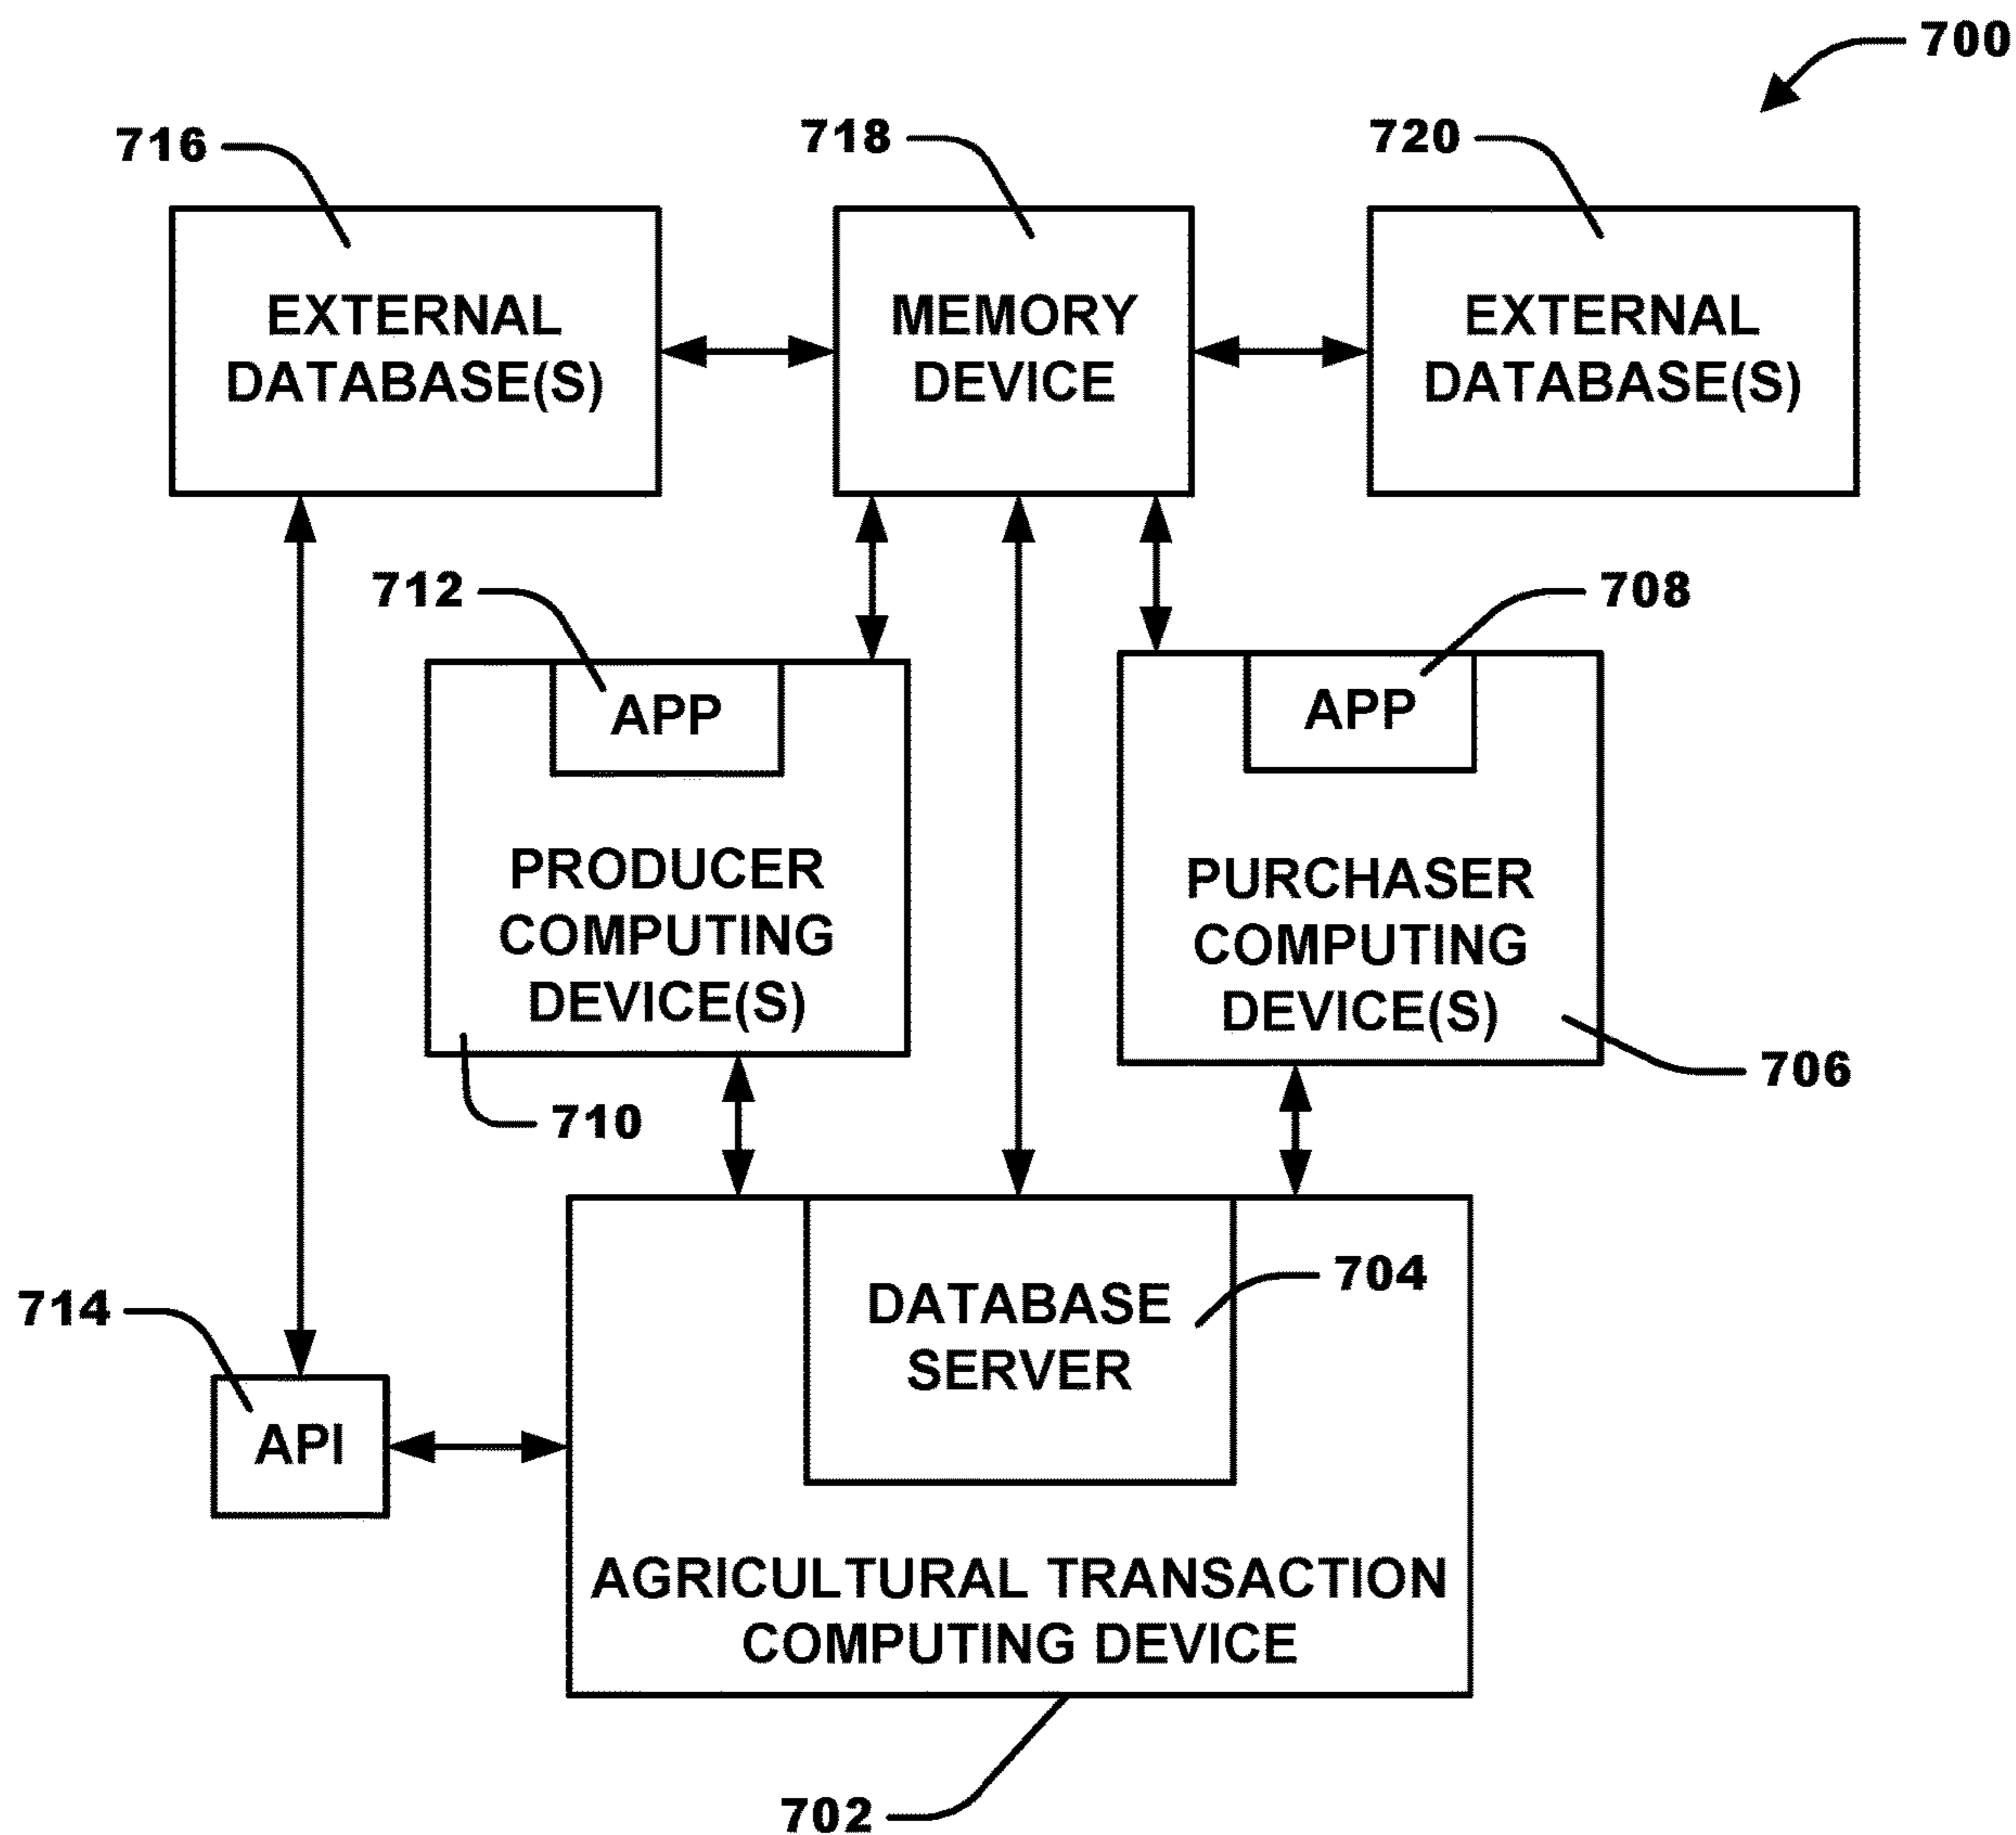 700
716
718
720
EXTERNAL
DATABASE(S)
MEMORY
DEVICE
EXTERNAL
DATABASE(S)
712
708
APP
APP
PRODUCER
COMPUTING
DEVICE(S)
PURCHASER
COMPUTING
DEVICE(S)
706
710
704
DATABASE
SERVER
714
API
AGRICULTURAL TRANSACTION
COMPUTING DEVICE
702